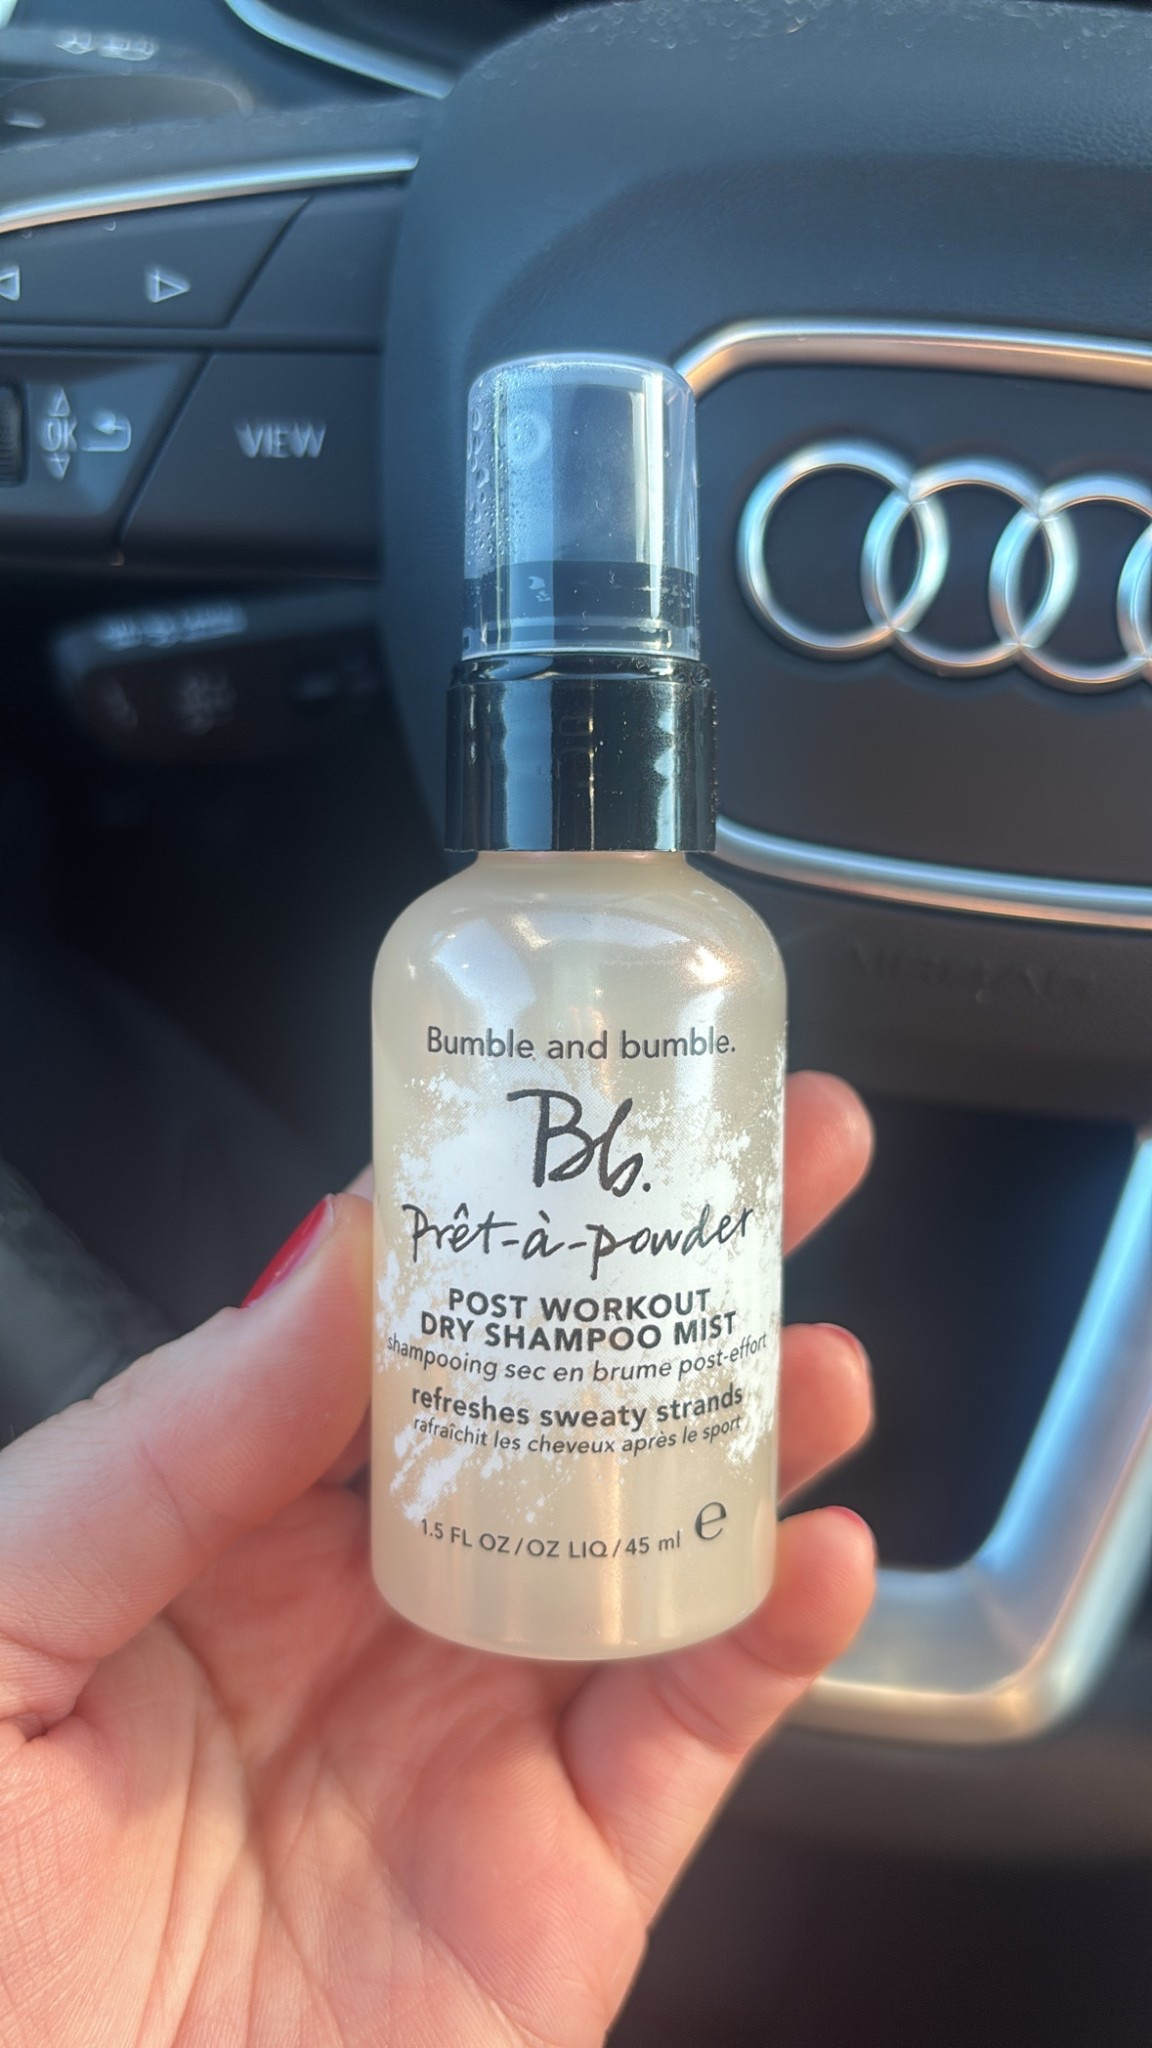 VIEW
OK
Bumble and bumble.
Bb.
Prêt-à-powder
POST WORKOUT
DRY SHAMPOO MIST
shampooing sec en brume post-effort
refreshes sweaty strands
rafraîchit les cheveux après le sport
1.5 FL OZ/OZ LIQ/45 ml e